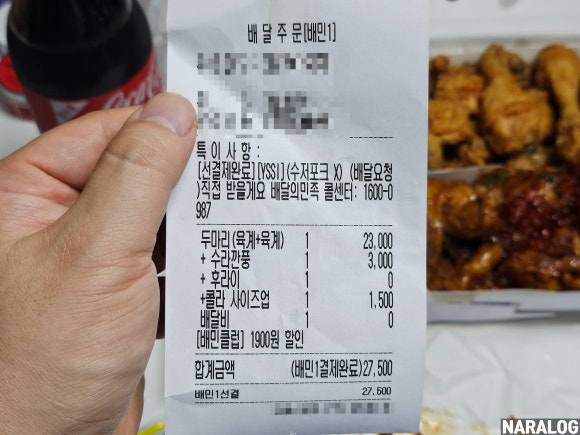 배달주문[배민1]
특이사항:
[선결제완료][YSS1](수저포크 X) (배달요청
)직접 받을게요 배달의민족 콜센터: 1600-0
987
두마리(육계+육계) 1 23,000
+ 수라깐풍 1 3,000
+ 후라이 1 0
+콜라 사이즈업 1 1,500
배달비 1 0
[배민클럽] 1900원 할인
합계금액 (배민1결제완료)27,500
배민1선결 27,500
NARALOG